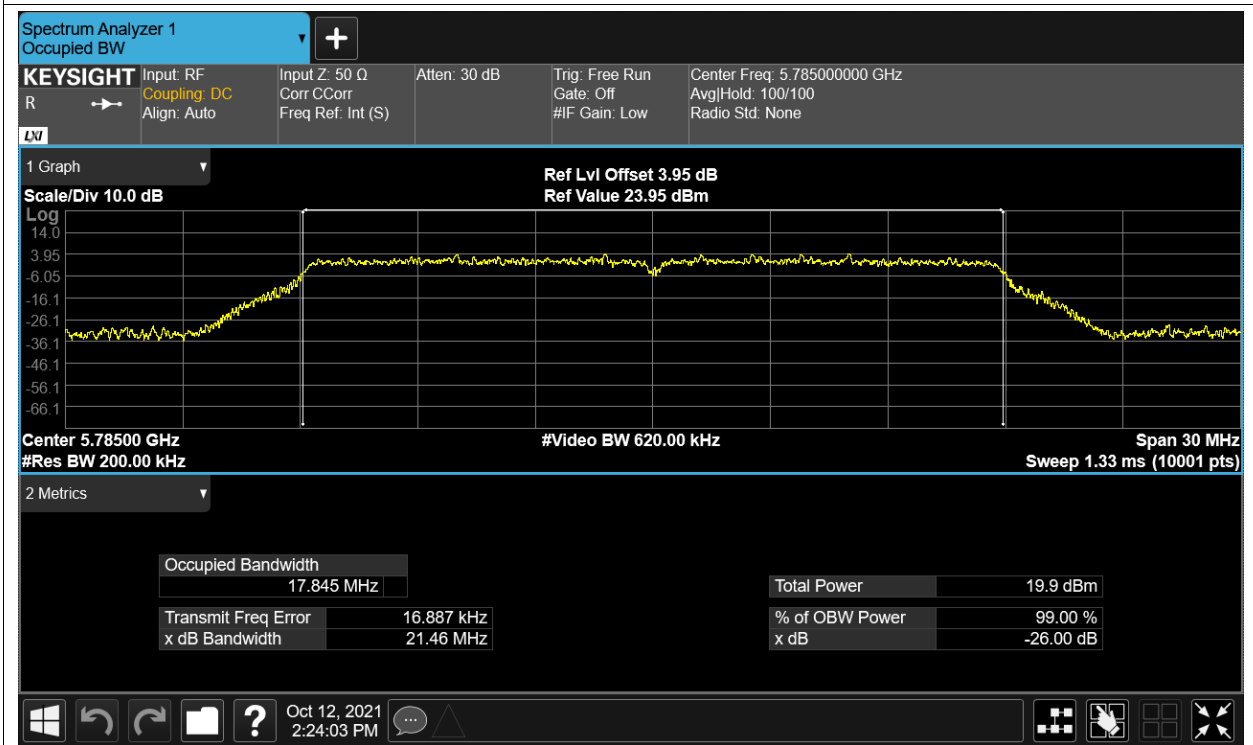 Spectrum Analyzer 1
Occupied BW
KEYSIGHT
R
LXI
Input: RF
Coupling: DC
Align: Auto
Input Z: 50 Ω
Corr CCorr
Freq Ref: Int (S)
Atten: 30 dB
Trig: Free Run
Gate: Off
#IF Gain: Low
Center Freq: 5.785000000 GHz
Avg|Hold: 100/100
Radio Std: None
1 Graph
Scale/Div 10.0 dB
Ref Lvl Offset 3.95 dB
Ref Value 23.95 dBm
Log
14.0
3.95
-6.05
-16.1
-26.1
-36.1
-46.1
-56.1
-66.1
Center 5.78500 GHz
#Res BW 200.00 kHz
#Video BW 620.00 kHz
Span 30 MHz
Sweep 1.33 ms (10001 pts)
2 Metrics
Occupied Bandwidth
17.845 MHz
Transmit Freq Error 16.887 kHz
x dB Bandwidth 21.46 MHz
Total Power 19.9 dBm
% of OBW Power 99.00 %
x dB -26.00 dB
?
Oct 12, 2021
2:24:03 PM